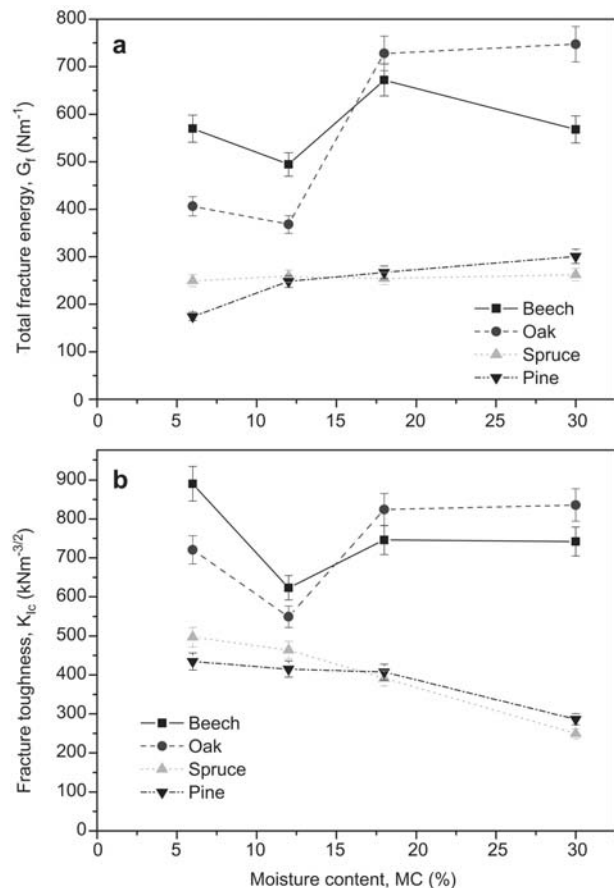 a
800
700
600
500
400
300
200
100
0
Total fracture energy, G_f (Nm^-1)
Beech
Oak
Spruce
Pine
0 5 10 15 20 25 30
b
900
800
700
600
500
400
300
200
100
0
Fracture toughness, K_Ic (kNm^-3/2)
Beech
Oak
Spruce
Pine
0 5 10 15 20 25 30
Moisture content, MC (%)